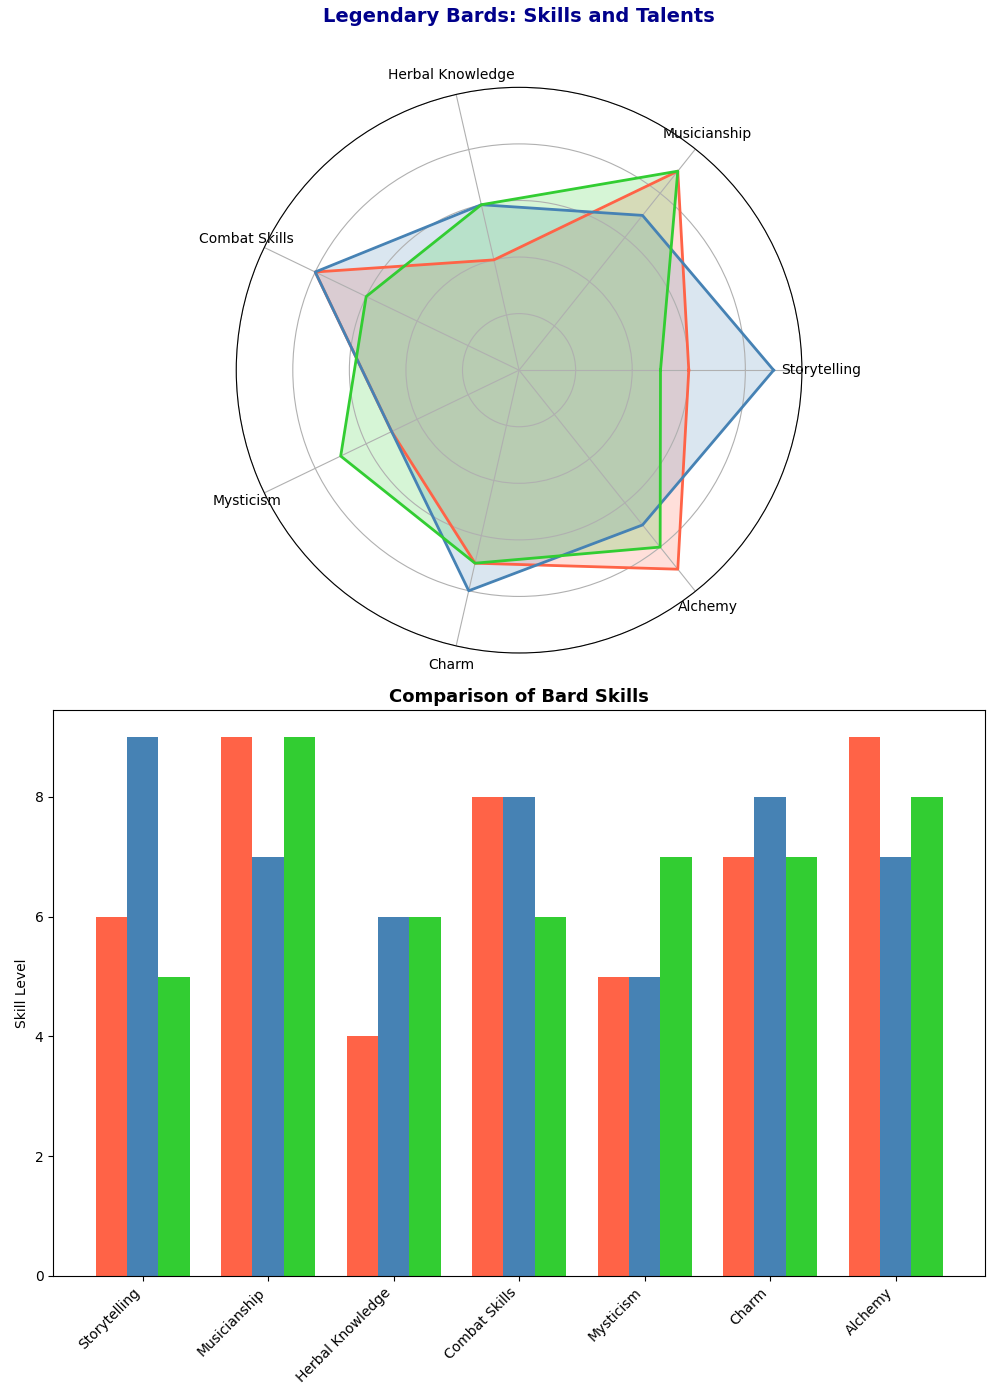 Legendary Bards: Skills and Talents
Herbal Knowledge
Musicianship
Combat Skills
Storytelling
Mysticism
Alchemy
Charm
Comparison of Bard Skills
8
6
4
2
0
Skill Level
Storytelling
Musicianship
Herbal Knowledge
Combat Skills
Mysticism
Charm
Alchemy